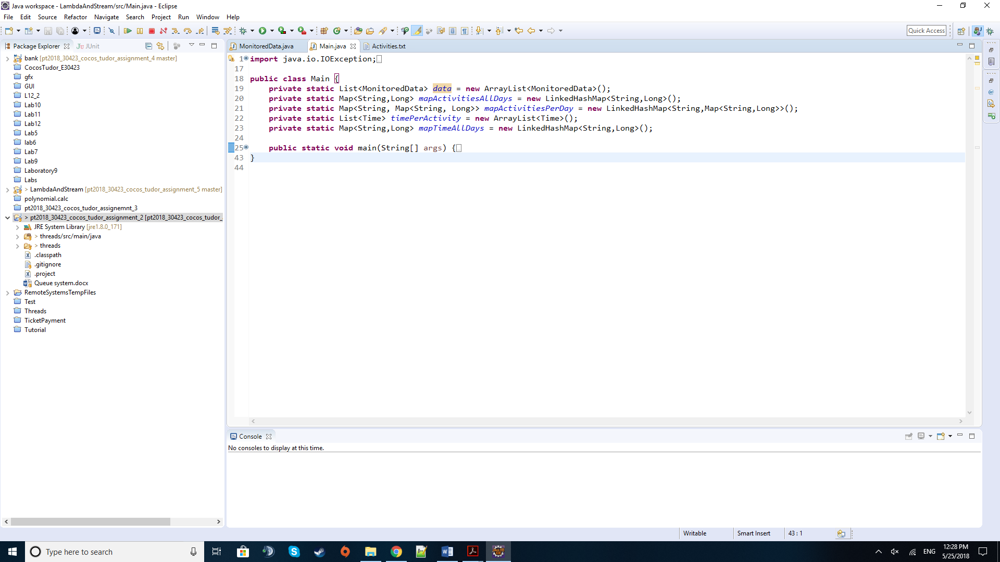 Java workspace - LambdaAndStream/src/Main.java - Eclipse
File Edit Source Refactor Navigate Search Project Run Window Help
Quick Access
Package Explorer JUnit
bank [pt2018_30423_cocos_tudor_assignment_4 master]
CocosTudor_E30423
gfx
GUI
L12_2
Lab10
Lab11
Lab12
Lab5
lab6
Lab7
Lab9
Laboratory9
Labs
> LambdaAndStream [pt2018_30423_cocos_tudor_assignment_5 master]
polynomial.calc
pt2018_30423_cocos_tudor_assignemnt_3
> pt2018_30423_cocos_tudor_assignment_2 [pt2018_30423_cocos_tudor_
JRE System Library [jre1.8.0_171]
> threads/src/main/java
> threads
.classpath
.gitignore
.project
Queue system.docx
RemoteSystemsTempFiles
Test
Threads
TicketPayment
Tutorial
MonitoredData.java Main.java Activities.txt
1 import java.io.IOException;
17
18 public class Main {
19 private static List<MonitoredData> data = new ArrayList<MonitoredData>();
20 private static Map<String,Long> mapActivitiesAllDays = new LinkedHashMap<String,Long>();
21 private static Map<String, Map<String, Long>> mapActivitiesPerDay = new LinkedHashMap<String,Map<String,Long>>();
22 private static List<Time> timePerActivity = new ArrayList<Time>();
23 private static Map<String,Long> mapTimeAllDays = new LinkedHashMap<String,Long>();
24
25 public static void main(String[] args) {
43 }
44
Console
No consoles to display at this time.
Writable Smart Insert 43 : 1
Type here to search
ENG
12:28 PM
5/25/2018